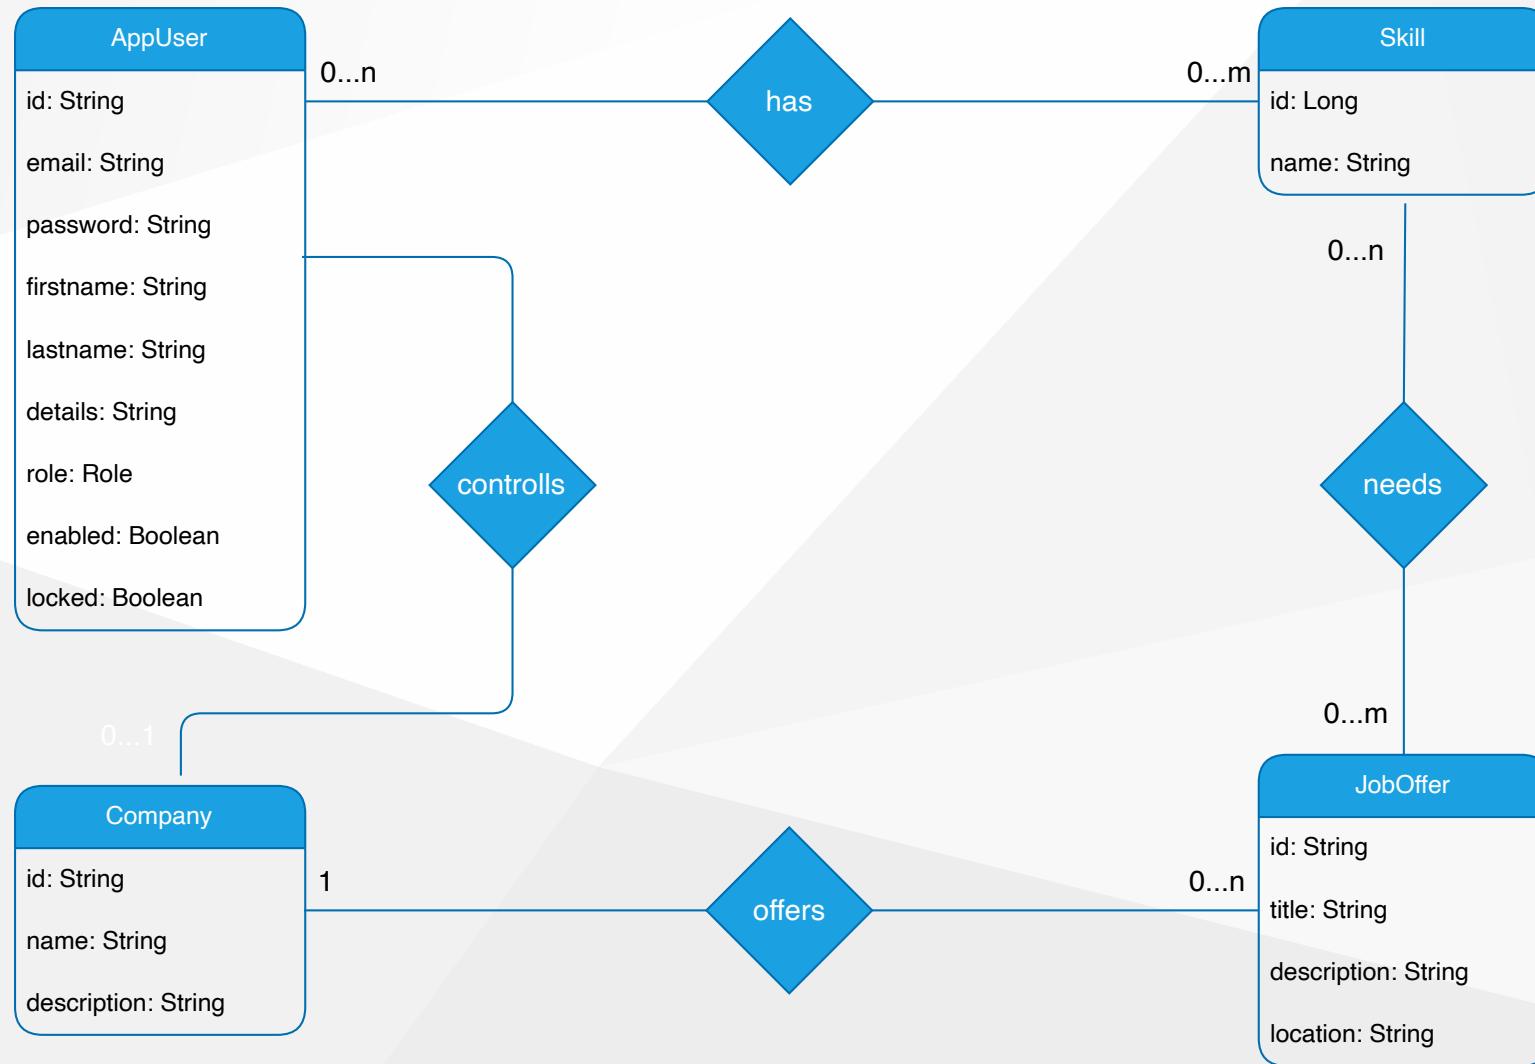 AppUser
id: String
email: String
password: String
firstname: String
lastname: String
details: String
role: Role
enabled: Boolean
locked: Boolean
0...n
has
0...m
Skill
id: Long
name: String
0...n
controlls
needs
0...1
0...m
Company
id: String
name: String
description: String
1
offers
0...n
JobOffer
id: String
title: String
description: String
location: String